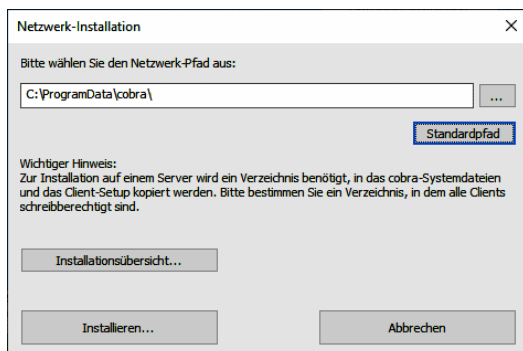 Netzwerk-Installation
Bitte wählen Sie den Netzwerk-Pfad aus:
C:\ProgramData\cobra\
...
Standardpfad
Wichtiger Hinweis:
Zur Installation auf einem Server wird ein Verzeichnis benötigt, in das cobra-Systemdateien
und das Client-Setup kopiert werden. Bitte bestimmen Sie ein Verzeichnis, in dem alle Clients
schreibberechtigt sind.
Installationsübersicht...
Installieren...
Abbrechen